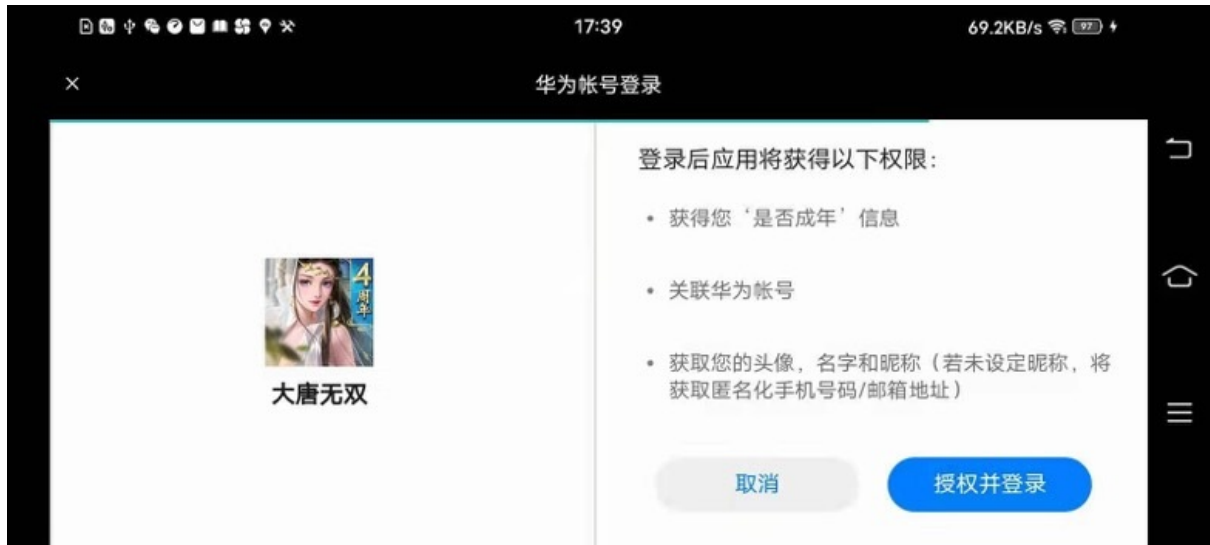 17:39
69.2KB/s
97
华为帐号登录
4
周年
大唐无双
登录后应用将获得以下权限：
• 获得您‘是否成年’信息
• 关联华为帐号
• 获取您的头像，名字和昵称（若未设定昵称，将
获取匿名化手机号码/邮箱地址）
取消
授权并登录